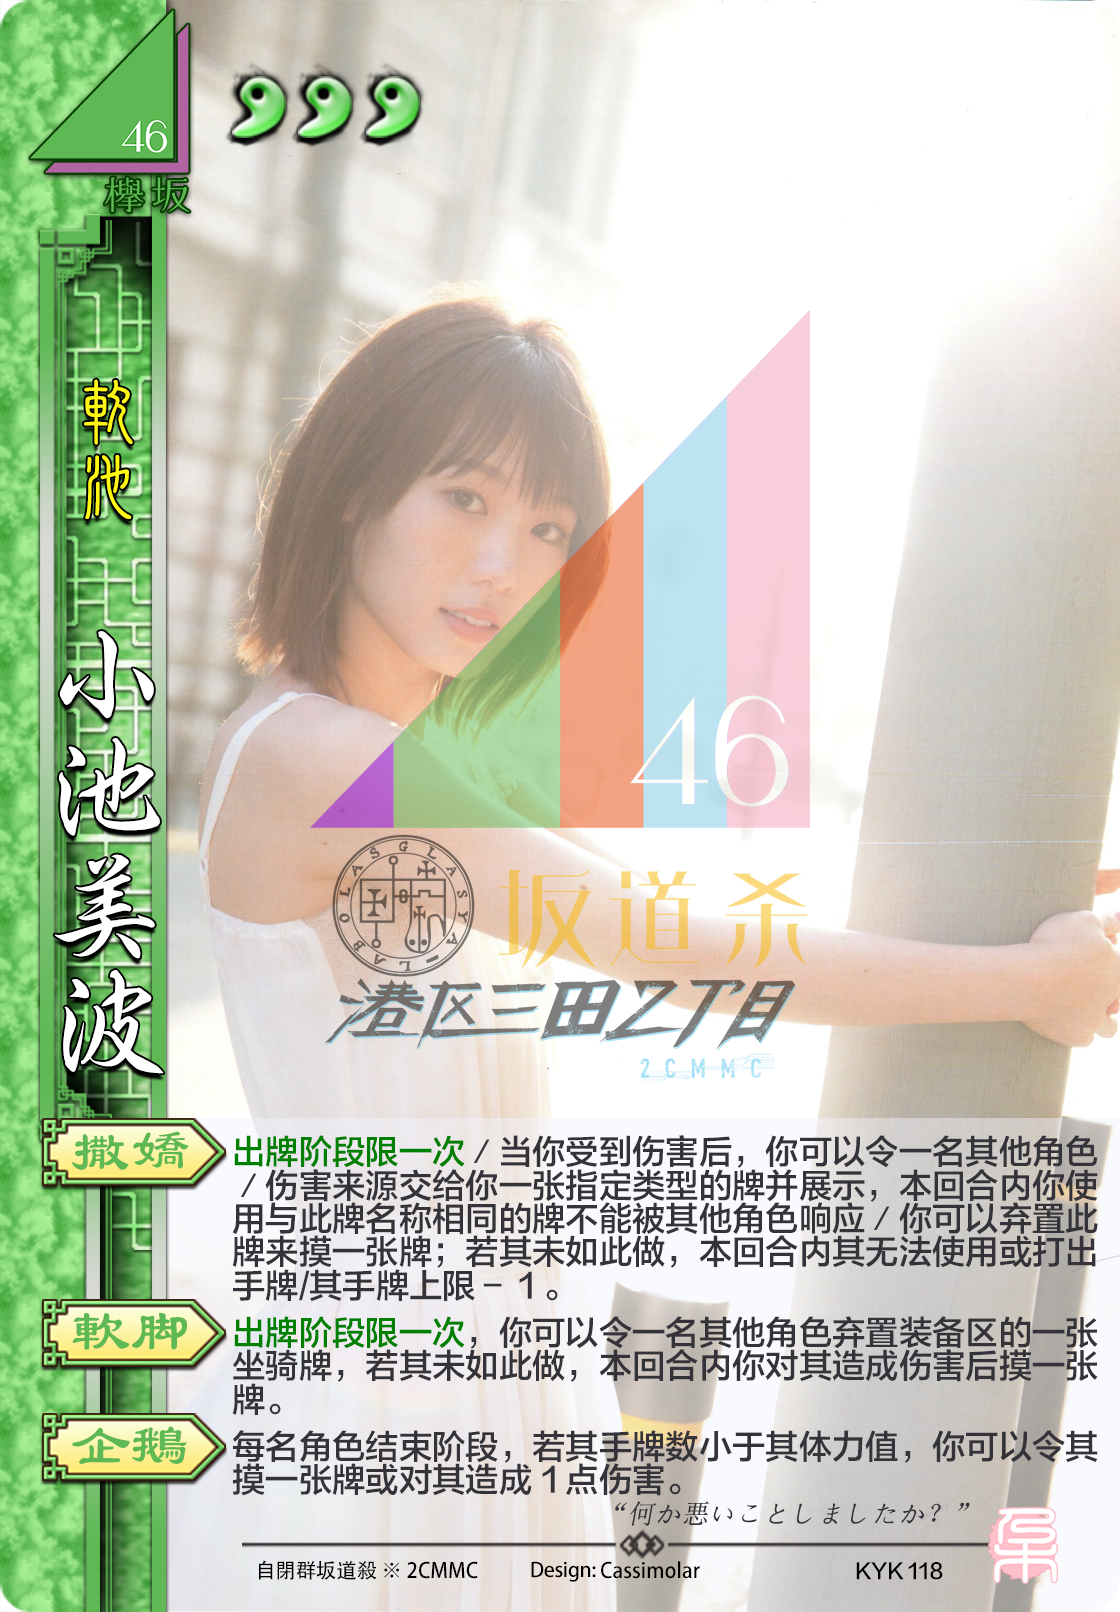 46
欅坂
軟池
小池美波
46
GLASYA-LABOLAS
坂道杀
港区三田2丁目
2CMMC
撒嬌
出牌阶段限一次／当你受到伤害后，你可以令一名其他角色
／伤害来源交给你一张指定类型的牌并展示，本回合内你使
用与此牌名称相同的牌不能被其他角色响应／你可以弃置此
牌来摸一张牌；若其未如此做，本回合内其无法使用或打出
手牌/其手牌上限－１。
軟脚
出牌阶段限一次，你可以令一名其他角色弃置装备区的一张
坐骑牌，若其未如此做，本回合内你对其造成伤害后摸一张
牌。
企鵝
每名角色结束阶段，若其手牌数小于其体力值，你可以令其
摸一张牌或对其造成１点伤害。
“何か悪いことしましたか？”
自閉群坂道殺 ※ 2CMMC
Design: Cassimolar
KYK 118